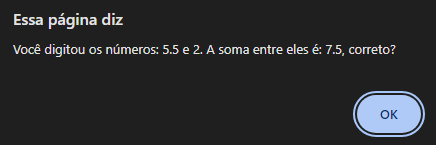 Essa página diz
Você digitou os números: 5.5 e 2. A soma entre eles é: 7.5, correto?
OK